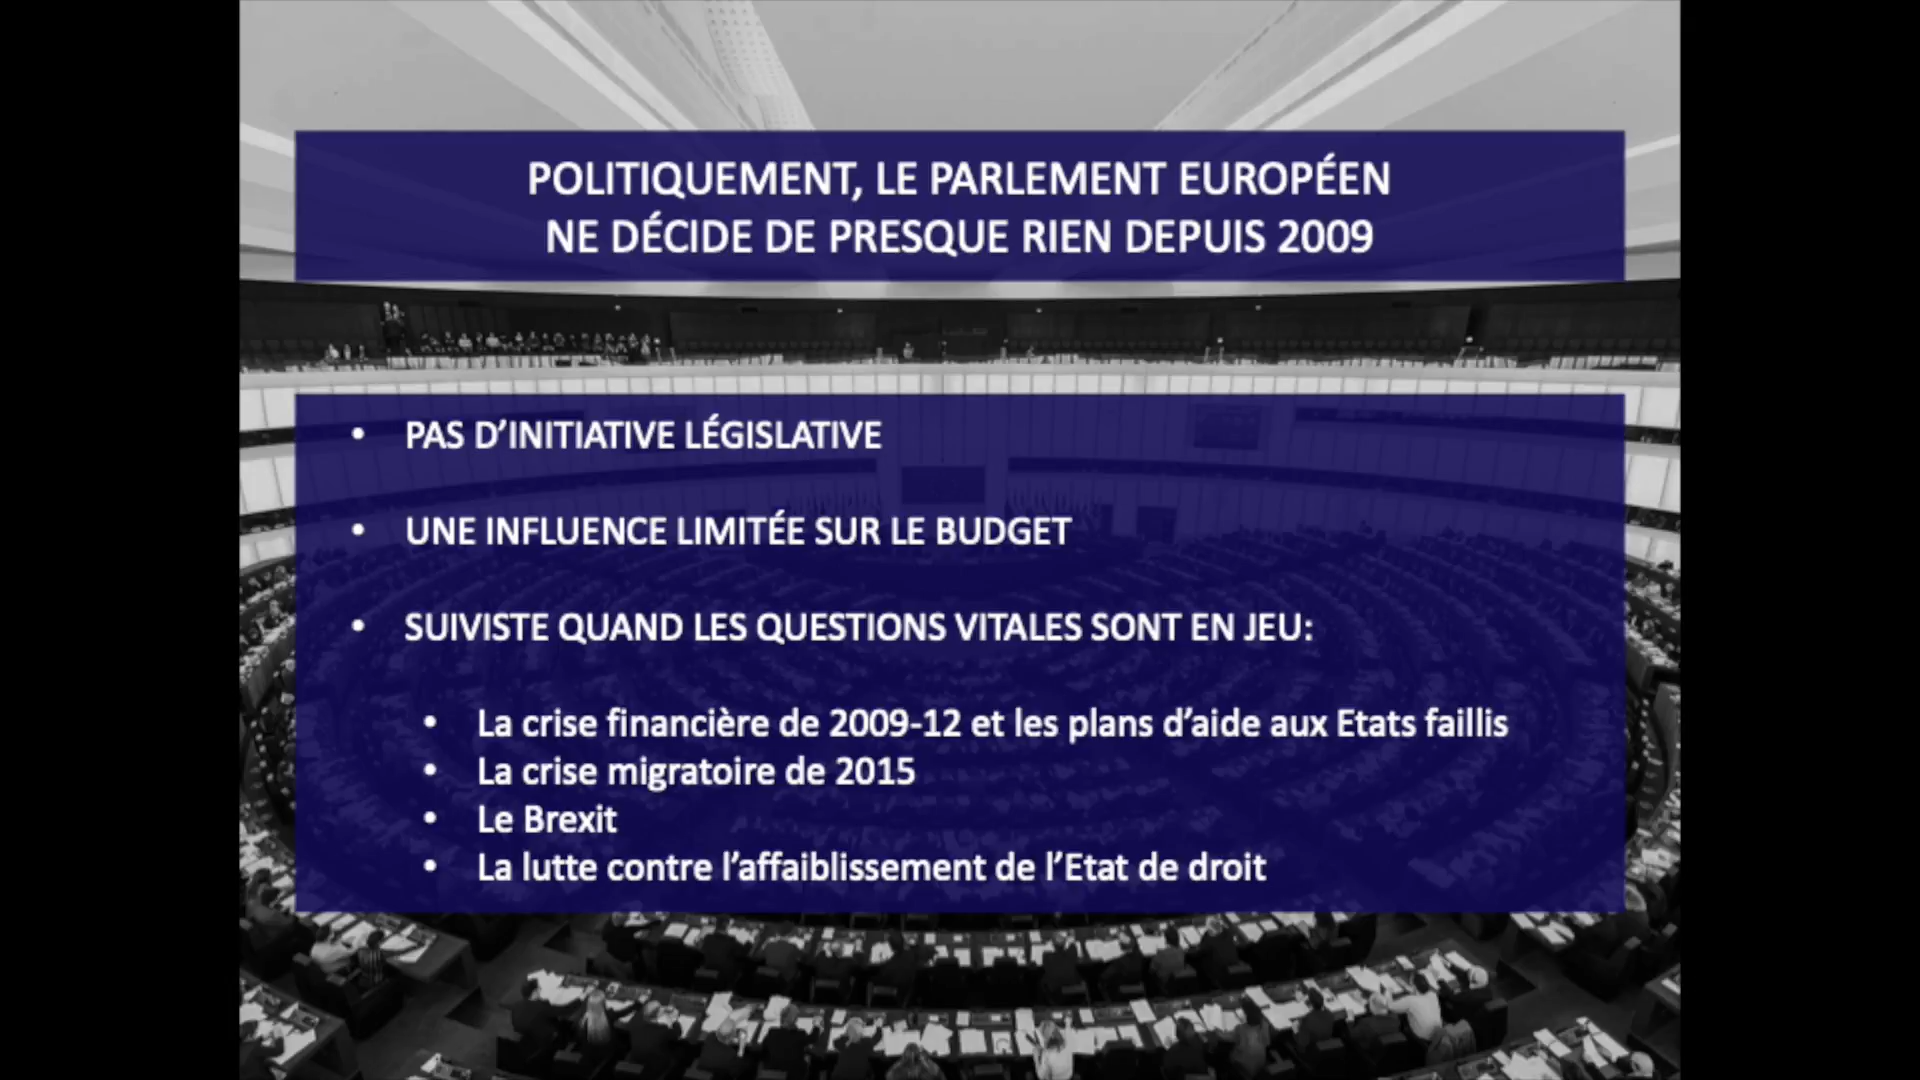 POLITIQUEMENT, LE PARLEMENT EUROPÉEN
NE DÉCIDE DE PRESQUE RIEN DEPUIS 2009
• PAS D’INITIATIVE LÉGISLATIVE
• UNE INFLUENCE LIMITÉE SUR LE BUDGET
• SUIVISTE QUAND LES QUESTIONS VITALES SONT EN JEU:
• La crise financière de 2009-12 et les plans d’aide aux Etats faillis
• La crise migratoire de 2015
• Le Brexit
• La lutte contre l’affaiblissement de l’Etat de droit